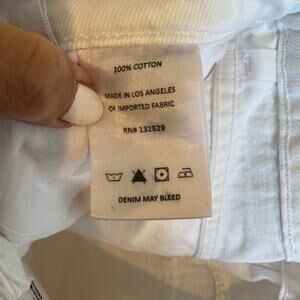 100% COTTON
MADE IN LOS ANGELES
OF IMPORTED FABRIC
RN# 132829
DENIM MAY BLEED